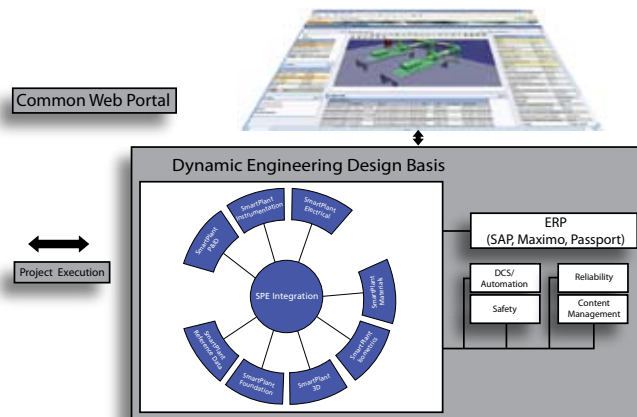 Common Web Portal
Dynamic Engineering Design Basis
SmartPlant
Instrumentation
SmartPlant
Electrical
SmartPlant
P&ID
SPE Integration
SmartPlant
Materials
SmartPlant
Reference Data
SmartPlant
Foundation
SmartPlant
3D
SmartPlant
Isometrics
ERP
(SAP, Maximo, Passport)
DCS/
Automation
Reliability
Safety
Content
Management
Project Execution